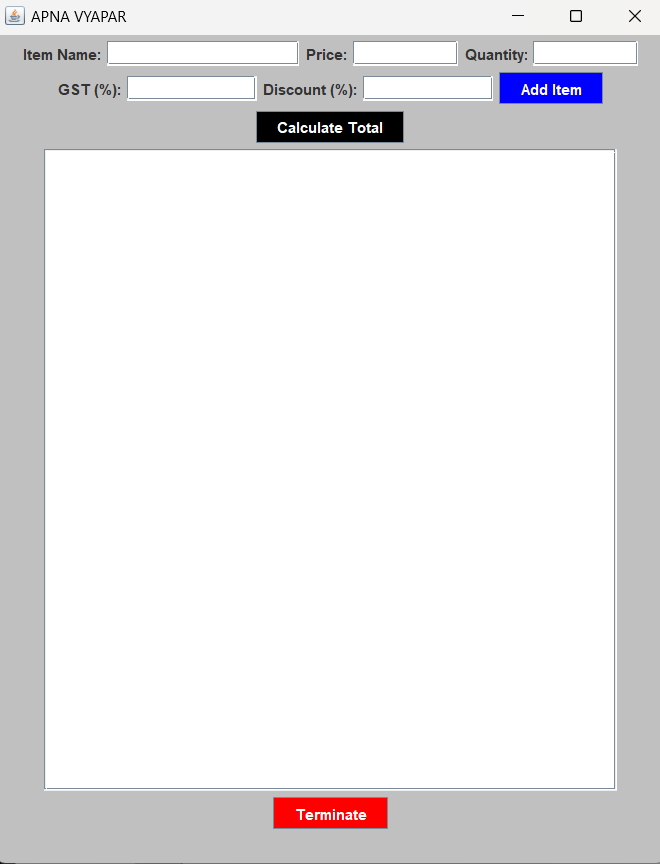 APNA VYAPAR
Item Name: Price: Quantity:
GST (%): Discount (%): Add Item
Calculate Total
Terminate